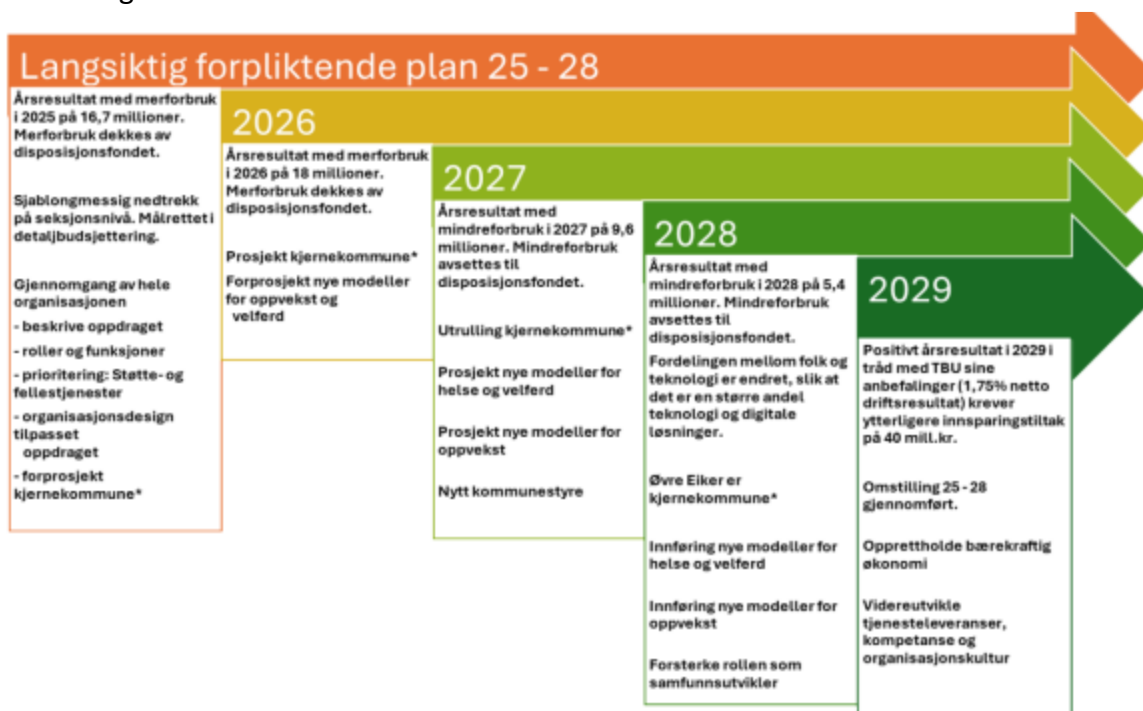 Langsiktig forpliktende plan 25 - 28
Årsresultat med merforbruk
i 2025 på 16,7 millioner.
Merforbruk dekkes av
disposisjonsfondet.
Sjablongmessig nedtrekk
på seksjonsnivå. Målrettet i
detaljbudsjettering.
Gjennomgang av hele
organisasjonen
- beskrive oppdraget
- roller og funksjoner
- prioritering: Støtte- og
fellestjenester
- organisasjonsdesign
tilpasset
oppdraget
- forprosjekt
kjernekommune*
2026
Årsresultat med merforbruk
i 2026 på 18 millioner.
Merforbruk dekkes av
disposisjonsfondet.
Prosjekt kjernekommune*
Forprosjekt nye modeller
for oppvekst og
velferd
2027
Årsresultat med
mindreforbruk i 2027 på 9,6
millioner. Mindreforbruk
avsettes til
disposisjonsfondet.
Utrulling kjernekommune*
Prosjekt nye modeller for
helse og velferd
Prosjekt nye modeller for
oppvekst
Nytt kommunestyre
2028
Årsresultat med
mindreforbruk i 2028 på 5,4
millioner. Mindreforbruk
avsettes til
disposisjonsfondet.
Fordelingen mellom folk og
teknologi er endret, slik at
det er en større andel
teknologi og digitale
løsninger.
Øvre Eiker er
kjernekommune*
Innføring nye modeller for
helse og velferd
Innføring nye modeller for
oppvekst
Forsterke rollen som
samfunnsutvikler
2029
Positivt årsresultat i 2029 i
tråd med TBU sine
anbefalinger (1,75% netto
driftsresultat) krever
ytterligere innsparingstiltak
på 40 mill.kr.
Omstilling 25 - 28
gjennomført.
Opprettholde bærekraftig
økonomi
Videreutvikle
tjenesteleveranser,
kompetanse og
organisasjonskultur